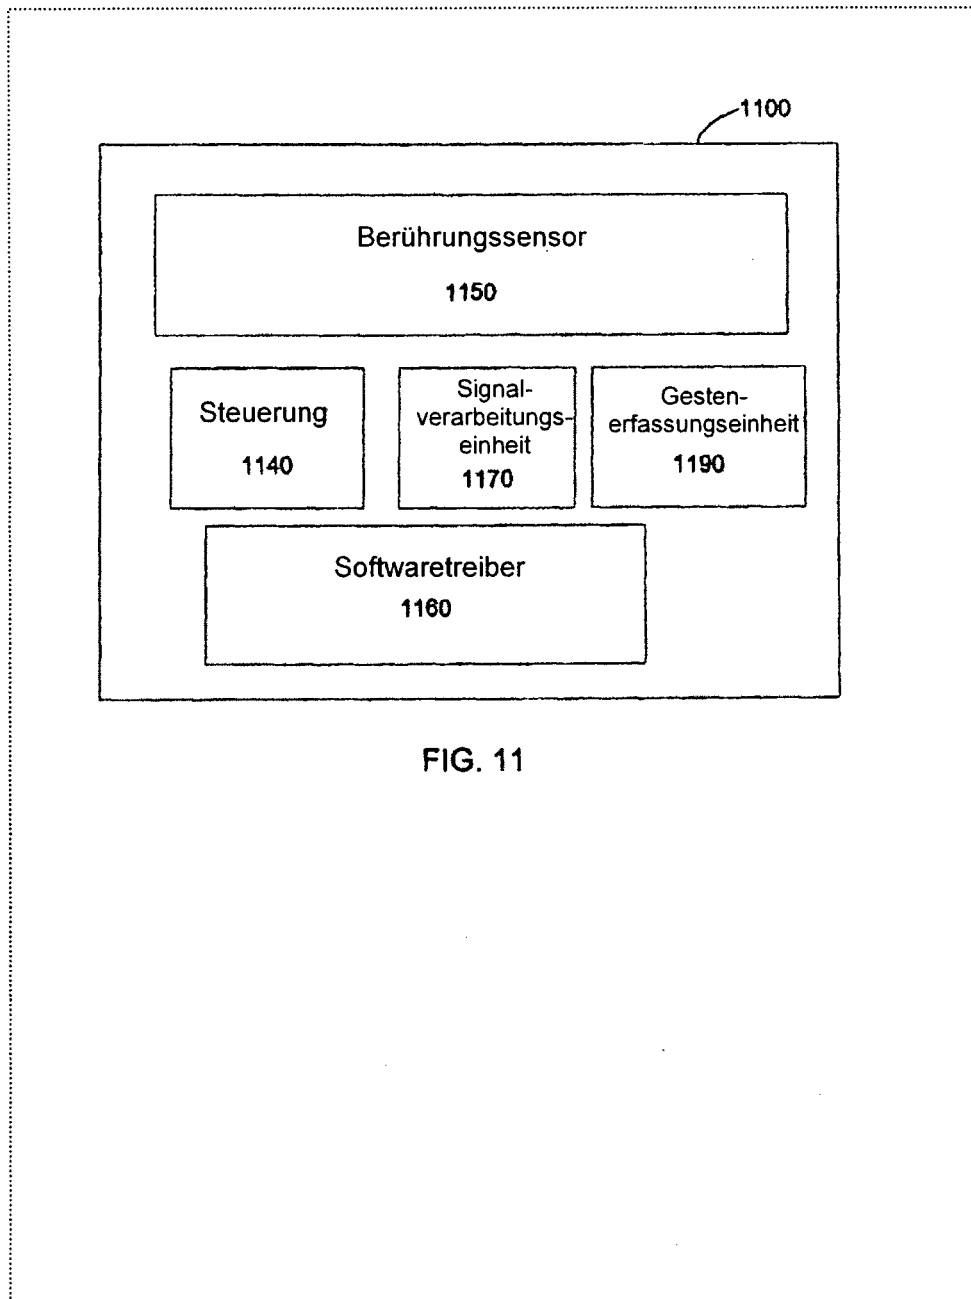 1100
Berührungssensor
1150
Steuerung
1140
Signal-
verarbeitungs-
einheit
1170
Gesten-
erfassungseinheit
1190
Softwaretreiber
1160
FIG. 11